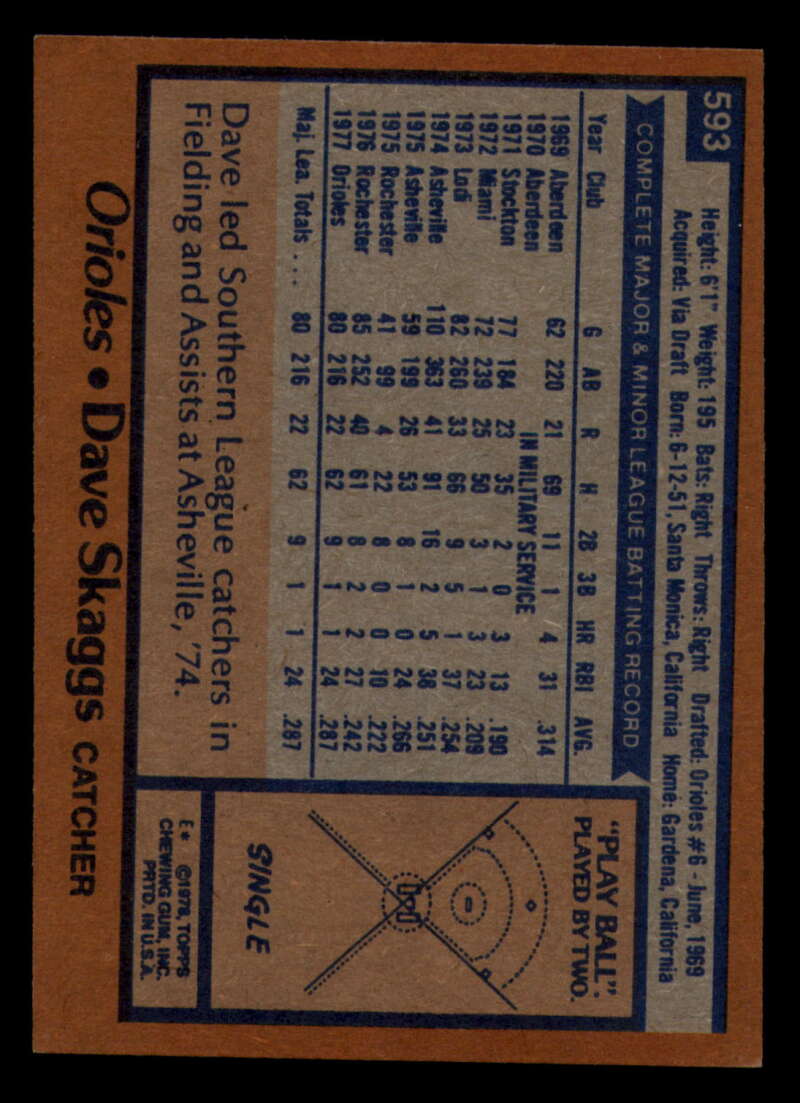 593
Height: 6'1" Weight: 195 Bats: Right Throws: Right Drafted: Orioles #6 - June, 1969
Acquired: Via Draft Born: 6-12-51, Santa Monica, California Home: Gardena, California
COMPLETE MAJOR & MINOR LEAGUE BATTING RECORD
Year Club G AB R H 2B 3B HR RBI AVG.
1969 Aberdeen 62 220 21 69 11 1 4 31 .314
1970 Aberdeen IN MILITARY SERVICE
1971 Stockton 77 184 23 35 2 0 3 13 .190
1972 Miami 72 239 25 50 3 1 3 23 .209
1973 Lodi 82 260 33 66 9 5 1 37 .254
1974 Asheville 110 363 41 91 16 2 5 38 .251
1975 Asheville 59 199 26 53 8 1 0 24 .266
1975 Rochester 41 99 4 22 8 0 0 10 .222
1976 Rochester 85 252 40 61 8 2 2 27 .242
1977 Orioles 80 216 22 62 9 1 1 24 .287
Maj. Lea. Totals . . . 80 216 22 62 9 1 1 24 .287
Dave led Southern League catchers in
Fielding and Assists at Asheville, '74.
"PLAY BALL":
PLAYED BY TWO.
SINGLE
E* ©1978, TOPPS
CHEWING GUM, INC.
PRTD. IN U.S.A.
Orioles • Dave Skaggs CATCHER